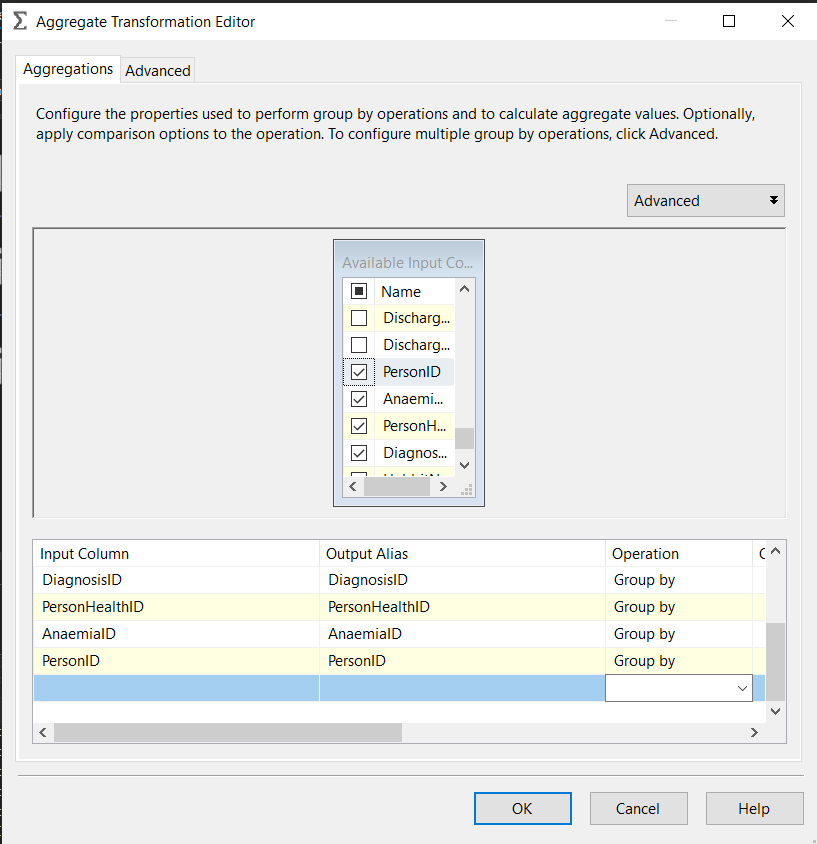 Aggregate Transformation Editor
Aggregations
Advanced
Configure the properties used to perform group by operations and to calculate aggregate values. Optionally,
apply comparison options to the operation. To configure multiple group by operations, click Advanced.
Advanced
Available Input Co...
Name
Discharg...
Discharg...
PersonID
Anaemi...
PersonH...
Diagnos...
Input Column Output Alias Operation
DiagnosisID DiagnosisID Group by
PersonHealthID PersonHealthID Group by
AnaemiaID AnaemiaID Group by
PersonID PersonID Group by
OK Cancel Help